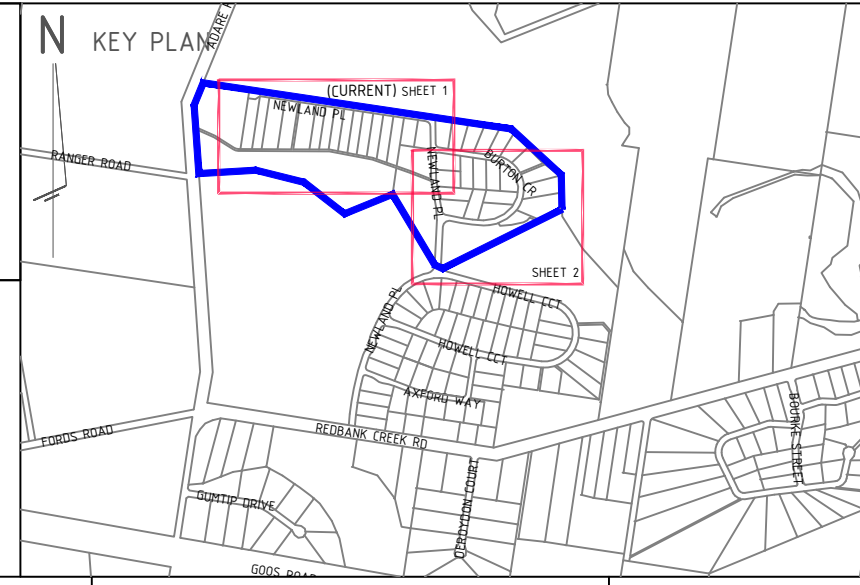 N KEY PLAN
ADARE
(CURRENT) SHEET 1
NEWLAND PL
RANGER ROAD
NEWLAND PL
BURTON CR
SHEET 2
NEWLAND PL
HOWELL CCT
HOWELL CCT
AXFORD WAY
BOURKE STREET
FORDS ROAD
REDBANK CREEK RD
DEROYDON COURT
GUMTIP DRIVE
GOOS ROAD